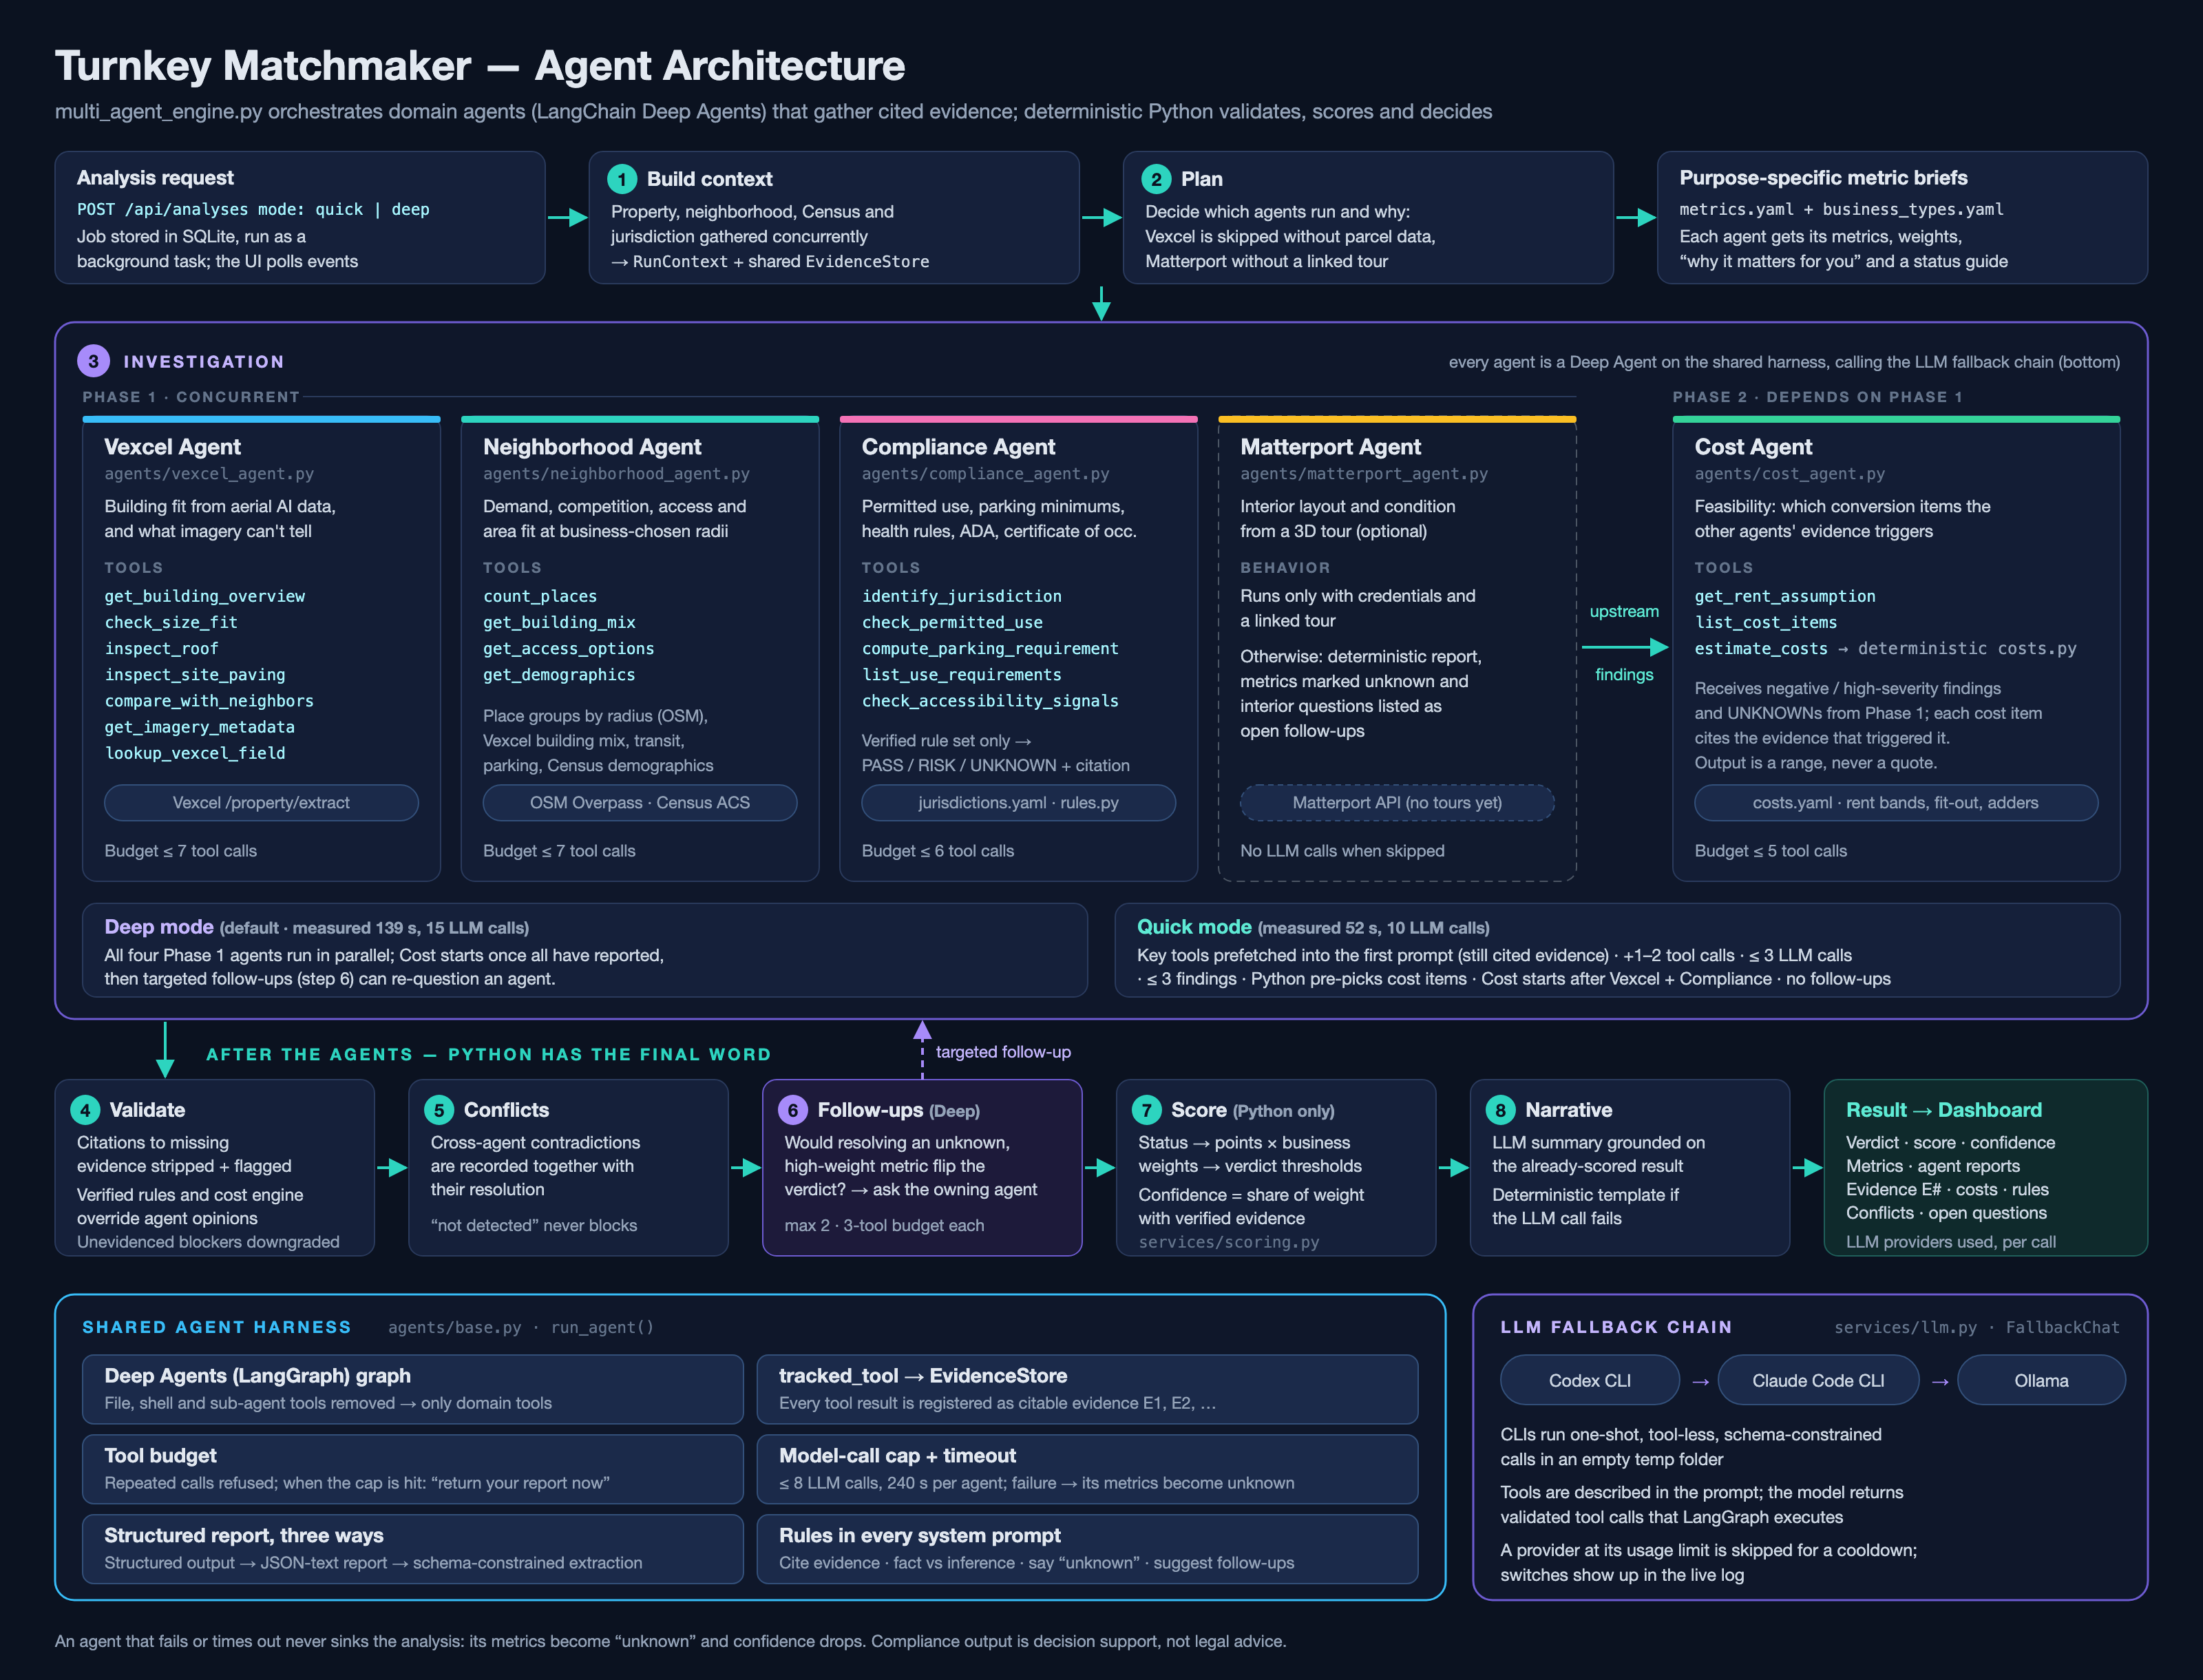 Turnkey Matchmaker — Agent Architecture
multi_agent_engine.py orchestrates domain agents (LangChain Deep Agents) that gather cited evidence; deterministic Python validates, scores and decides
Analysis request
POST /api/analyses mode: quick | deep
Job stored in SQLite, run as a
background task; the UI polls events
1 Build context
Property, neighborhood, Census and
jurisdiction gathered concurrently
→ RunContext + shared EvidenceStore
2 Plan
Decide which agents run and why:
Vexcel is skipped without parcel data,
Matterport without a linked tour
Purpose-specific metric briefs
metrics.yaml + business_types.yaml
Each agent gets its metrics, weights,
“why it matters for you” and a status guide
3 INVESTIGATION
every agent is a Deep Agent on the shared harness, calling the LLM fallback chain (bottom)
PHASE 1 · CONCURRENT
PHASE 2 · DEPENDS ON PHASE 1
Vexcel Agent
agents/vexcel_agent.py
Building fit from aerial AI data,
and what imagery can't tell
TOOLS
get_building_overview
check_size_fit
inspect_roof
inspect_site_paving
compare_with_neighbors
get_imagery_metadata
lookup_vexcel_field
Vexcel /property/extract
Budget ≤ 7 tool calls
Neighborhood Agent
agents/neighborhood_agent.py
Demand, competition, access and
area fit at business-chosen radii
TOOLS
count_places
get_building_mix
get_access_options
get_demographics
Place groups by radius (OSM),
Vexcel building mix, transit,
parking, Census demographics
OSM Overpass · Census ACS
Budget ≤ 7 tool calls
Compliance Agent
agents/compliance_agent.py
Permitted use, parking minimums,
health rules, ADA, certificate of occ.
TOOLS
identify_jurisdiction
check_permitted_use
compute_parking_requirement
list_use_requirements
check_accessibility_signals
Verified rule set only →
PASS / RISK / UNKNOWN + citation
jurisdictions.yaml · rules.py
Budget ≤ 6 tool calls
Matterport Agent
agents/matterport_agent.py
Interior layout and condition
from a 3D tour (optional)
BEHAVIOR
Runs only with credentials and
a linked tour
Otherwise: deterministic report,
metrics marked unknown and
interior questions listed as
open follow-ups
Matterport API (no tours yet)
No LLM calls when skipped
upstream
findings
Cost Agent
agents/cost_agent.py
Feasibility: which conversion items the
other agents' evidence triggers
TOOLS
get_rent_assumption
list_cost_items
estimate_costs → deterministic costs.py
Receives negative / high-severity findings
and UNKNOWNs from Phase 1; each cost item
cites the evidence that triggered it.
Output is a range, never a quote.
costs.yaml · rent bands, fit-out, adders
Budget ≤ 5 tool calls
Deep mode (default · measured 139 s, 15 LLM calls)
All four Phase 1 agents run in parallel; Cost starts once all have reported,
then targeted follow-ups (step 6) can re-question an agent.
Quick mode (measured 52 s, 10 LLM calls)
Key tools prefetched into the first prompt (still cited evidence) · +1–2 tool calls · ≤ 3 LLM calls
· ≤ 3 findings · Python pre-picks cost items · Cost starts after Vexcel + Compliance · no follow-ups
AFTER THE AGENTS — PYTHON HAS THE FINAL WORD
targeted follow-up
4 Validate
Citations to missing
evidence stripped + flagged
Verified rules and cost engine
override agent opinions
Unevidenced blockers downgraded
5 Conflicts
Cross-agent contradictions
are recorded together with
their resolution
“not detected” never blocks
6 Follow-ups (Deep)
Would resolving an unknown,
high-weight metric flip the
verdict? → ask the owning agent
max 2 · 3-tool budget each
7 Score (Python only)
Status → points × business
weights → verdict thresholds
Confidence = share of weight
with verified evidence
services/scoring.py
8 Narrative
LLM summary grounded on
the already-scored result
Deterministic template if
the LLM call fails
Result → Dashboard
Verdict · score · confidence
Metrics · agent reports
Evidence E# · costs · rules
Conflicts · open questions
LLM providers used, per call
SHARED AGENT HARNESS agents/base.py · run_agent()
Deep Agents (LangGraph) graph
File, shell and sub-agent tools removed → only domain tools
tracked_tool → EvidenceStore
Every tool result is registered as citable evidence E1, E2, …
Tool budget
Repeated calls refused; when the cap is hit: “return your report now”
Model-call cap + timeout
≤ 8 LLM calls, 240 s per agent; failure → its metrics become unknown
Structured report, three ways
Structured output → JSON-text report → schema-constrained extraction
Rules in every system prompt
Cite evidence · fact vs inference · say “unknown” · suggest follow-ups
LLM FALLBACK CHAIN services/llm.py · FallbackChat
Codex CLI → Claude Code CLI → Ollama
CLIs run one-shot, tool-less, schema-constrained
calls in an empty temp folder
Tools are described in the prompt; the model returns
validated tool calls that LangGraph executes
A provider at its usage limit is skipped for a cooldown;
switches show up in the live log
An agent that fails or times out never sinks the analysis: its metrics become “unknown” and confidence drops. Compliance output is decision support, not legal advice.